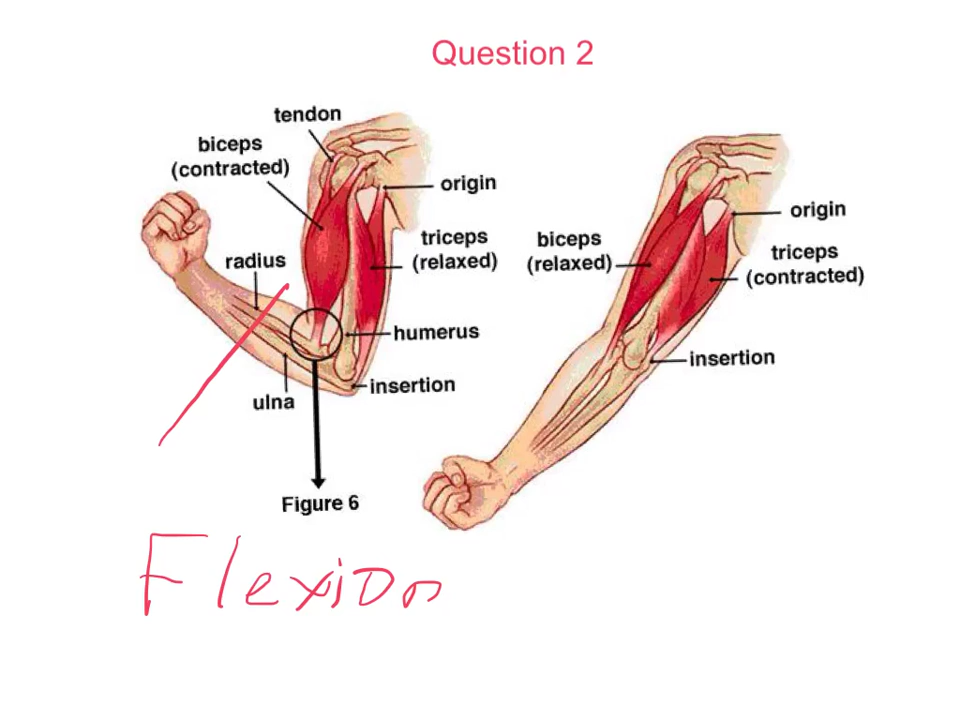 Question 2
tendon
biceps
(contracted)
origin
radius
triceps
(relaxed)
humerus
ulna
insertion
Figure 6
biceps
(relaxed)
origin
triceps
(contracted)
insertion
Flexion